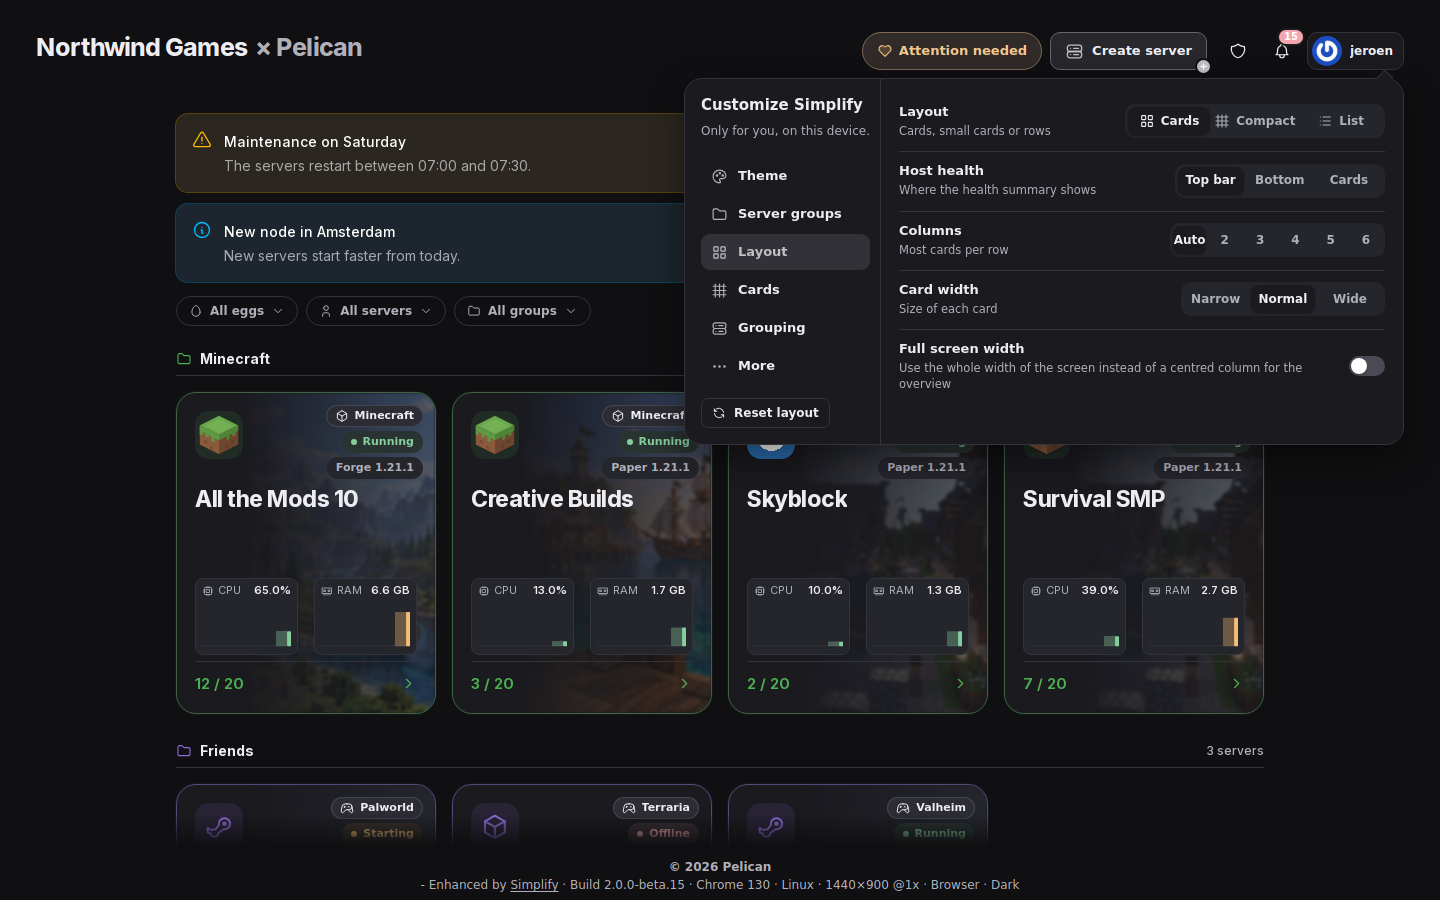 Northwind Games × Pelican
Attention needed
Create server
15
jeroen
Customize Simplify
Only for you, on this device.
Theme
Server groups
Layout
Cards
Grouping
More
Reset layout
Layout
Cards, small cards or rows
Cards
Compact
List
Host health
Where the health summary shows
Top bar
Bottom
Cards
Columns
Most cards per row
Auto
2
3
4
5
6
Card width
Size of each card
Narrow
Normal
Wide
Full screen width
Use the whole width of the screen instead of a centred column for the
overview
Maintenance on Saturday
The servers restart between 07:00 and 07:30.
New node in Amsterdam
New servers start faster from today.
All eggs
All servers
All groups
Minecraft
Minecraft
Running
Forge 1.21.1
All the Mods 10
CPU 65.0%
RAM 6.6 GB
12 / 20
Minecraf
Running
Paper 1.21.1
Creative Builds
CPU 13.0%
RAM 1.7 GB
3 / 20
Paper 1.21.1
Skyblock
CPU 10.0%
RAM 1.3 GB
2 / 20
Paper 1.21.1
Survival SMP
CPU 39.0%
RAM 2.7 GB
7 / 20
Friends
3 servers
Palworld
Starting
Terraria
Offline
Valheim
Running
© 2026 Pelican
- Enhanced by Simplify · Build 2.0.0-beta.15 · Chrome 130 · Linux · 1440×900 @1x · Browser · Dark